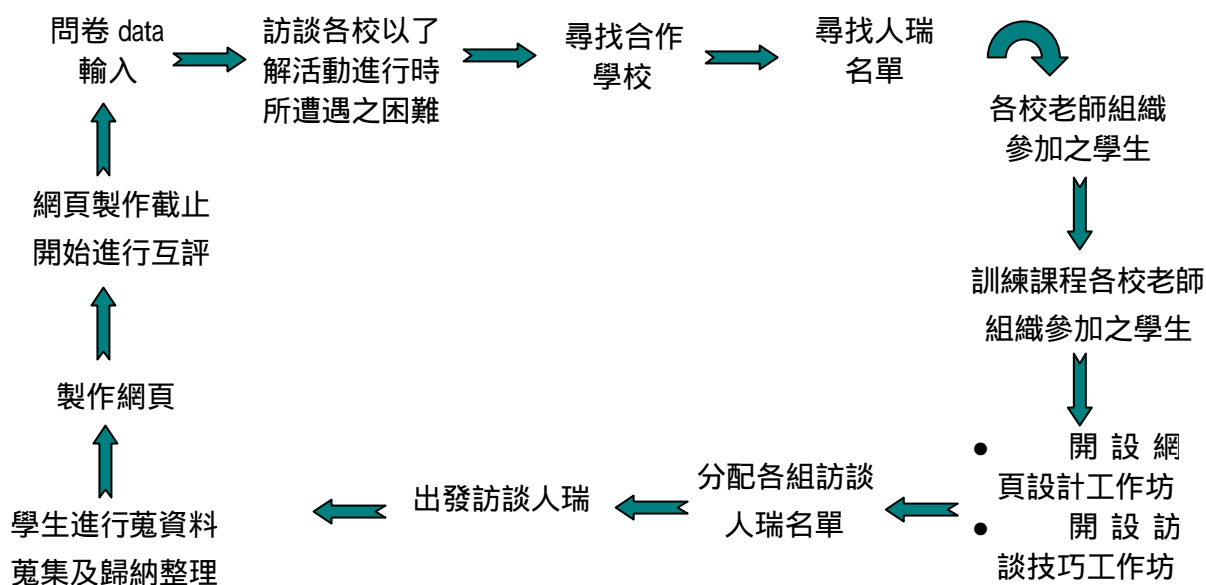 問卷 data
輸入
訪談各校以了
解活動進行時
所遭遇之困難
尋找合作
學校
尋找人瑞
名單
各校老師組織
參加之學生
訓練課程各校老師
組織參加之學生
● 開 設 網
頁設計工作坊
● 開 設 訪
談技巧工作坊
分配各組訪談
人瑞名單
出發訪談人瑞
學生進行蒐資料
蒐集及歸納整理
製作網頁
網頁製作截止
開始進行互評